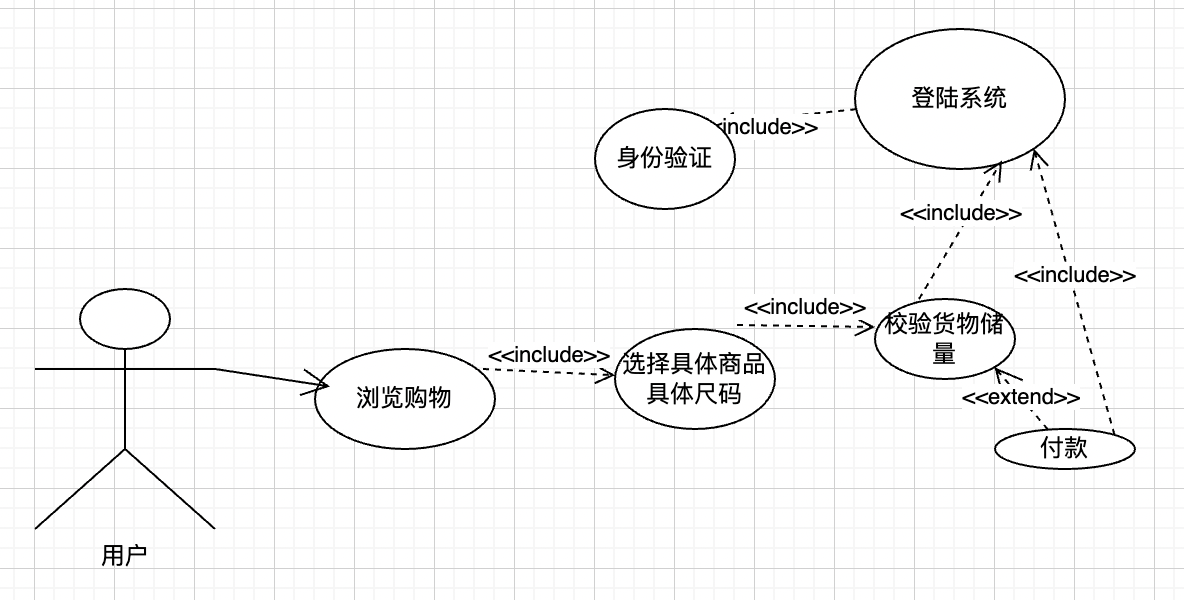 登陆系统
include>>
身份验证
<<include>>
<<include>>
<<include>>
校验货物储
量
<<include>>
选择具体商品
具体尺码
浏览购物
<<extend>>
付款
用户